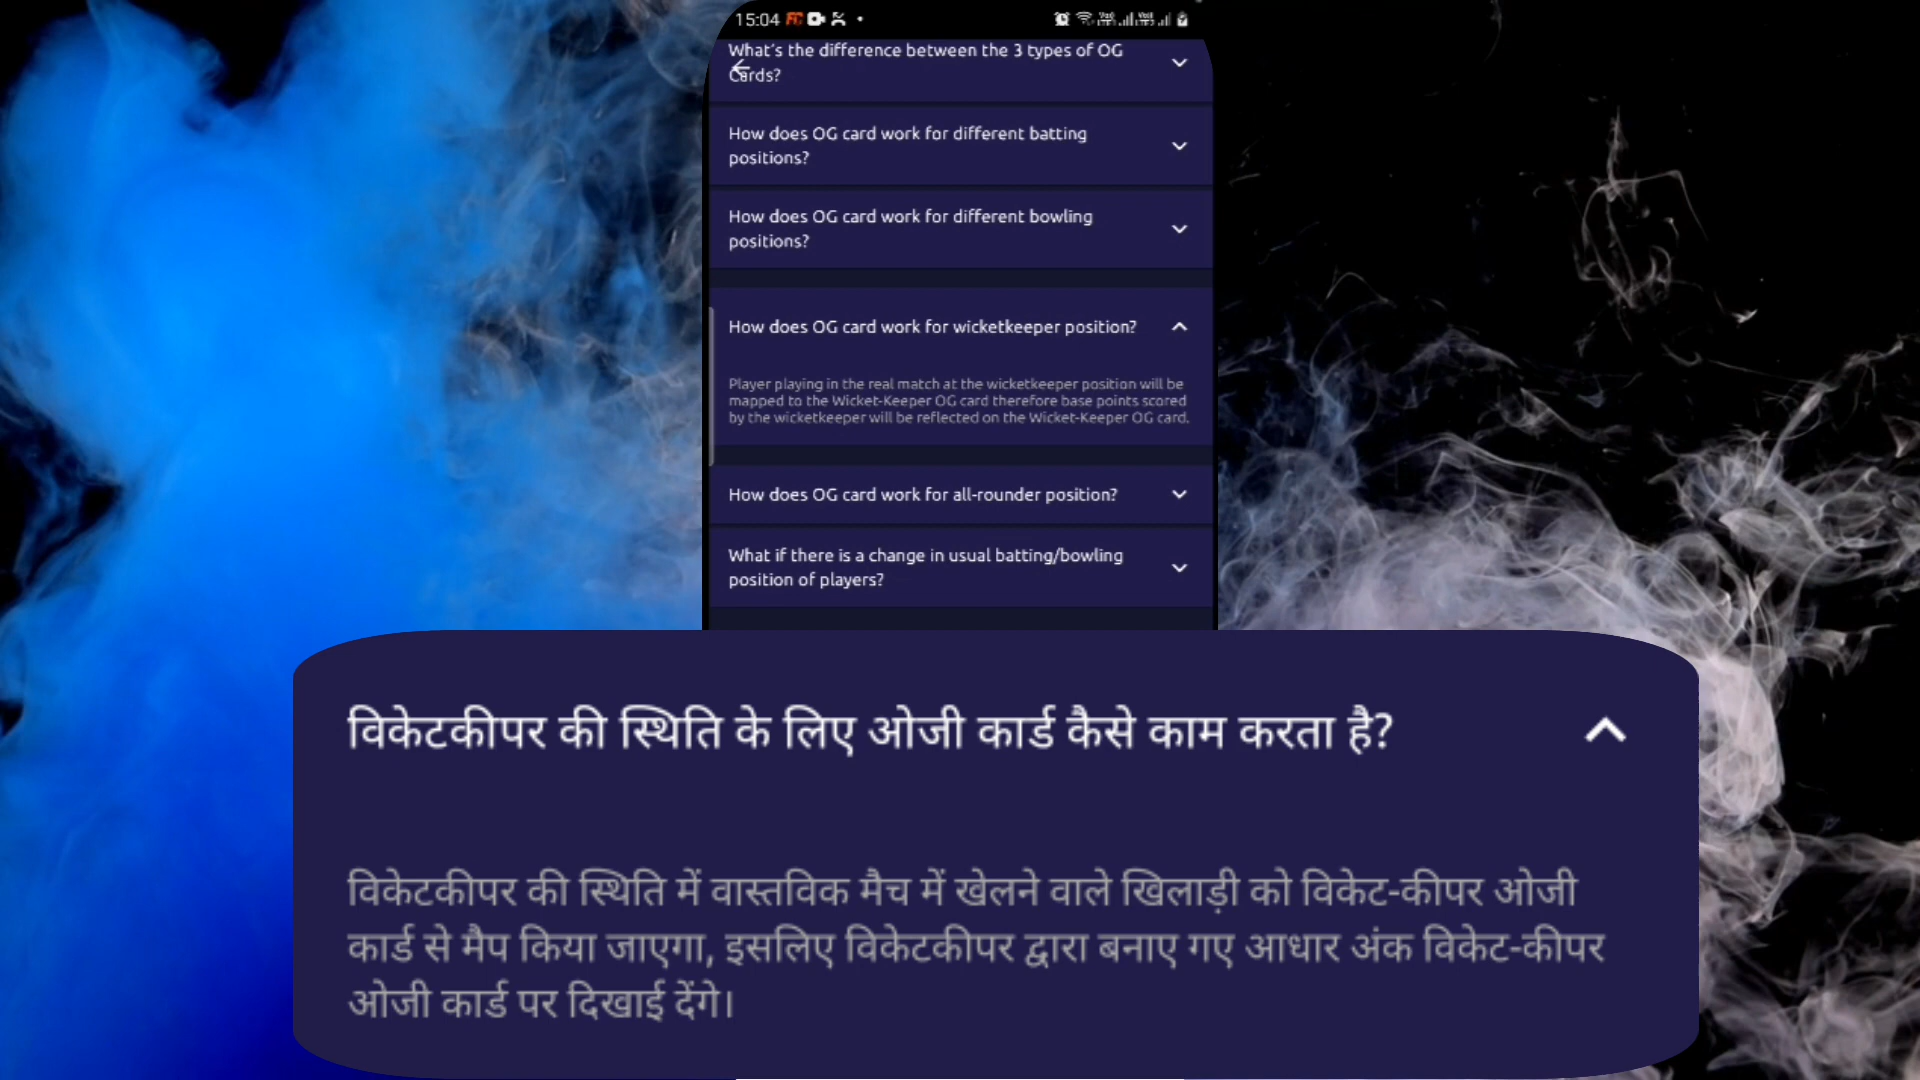 15:04
What's the difference between the 3 types of OG
Cards?
How does OG card work for different batting
positions?
How does OG card work for different bowling
positions?
How does OG card work for wicketkeeper position?
Player playing in the real match at the wicketkeeper position will be
mapped to the Wicket-Keeper OG card therefore base points scored
by the wicketkeeper will be reflected on the Wicket-Keeper OG card.
How does OG card work for all-rounder position?
What if there is a change in usual batting/bowling
position of players?
विकेटकीपर की स्थिति के लिए ओजी कार्ड कैसे काम करता है?
विकेटकीपर की स्थिति में वास्तविक मैच में खेलने वाले खिलाड़ी को विकेट-कीपर ओजी
कार्ड से मैप किया जाएगा, इसलिए विकेटकीपर द्वारा बनाए गए आधार अंक विकेट-कीपर
ओजी कार्ड पर दिखाई देंगे।